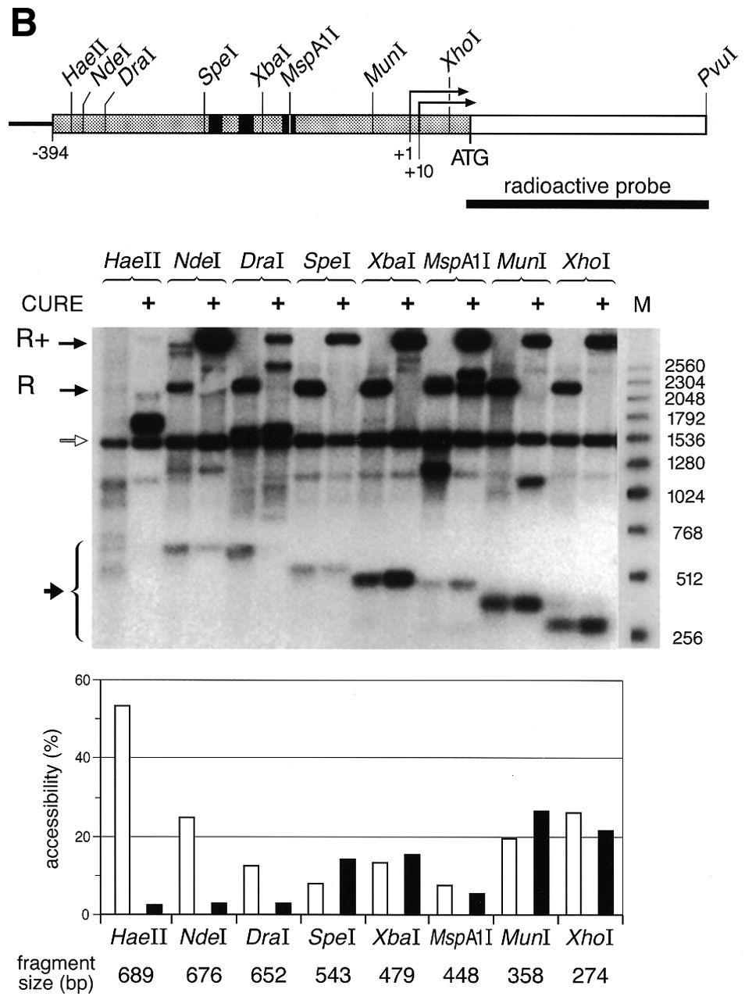 B
HaeII NdeI DraI SpeI XbaI MspA1I MunI XhoI PvuI
-394 +1 +10 ATG
radioactive probe
HaeII NdeI DraI SpeI XbaI MspA1I MunI XhoI
CURE + + + + + + + + M
R+
R
2560
2304
2048
1792
1536
1280
1024
768
512
256
accessibility (%)
60
40
20
0
HaeII NdeI DraI SpeI XbaI MspA1I MunI XhoI
fragment
size (bp) 689 676 652 543 479 448 358 274